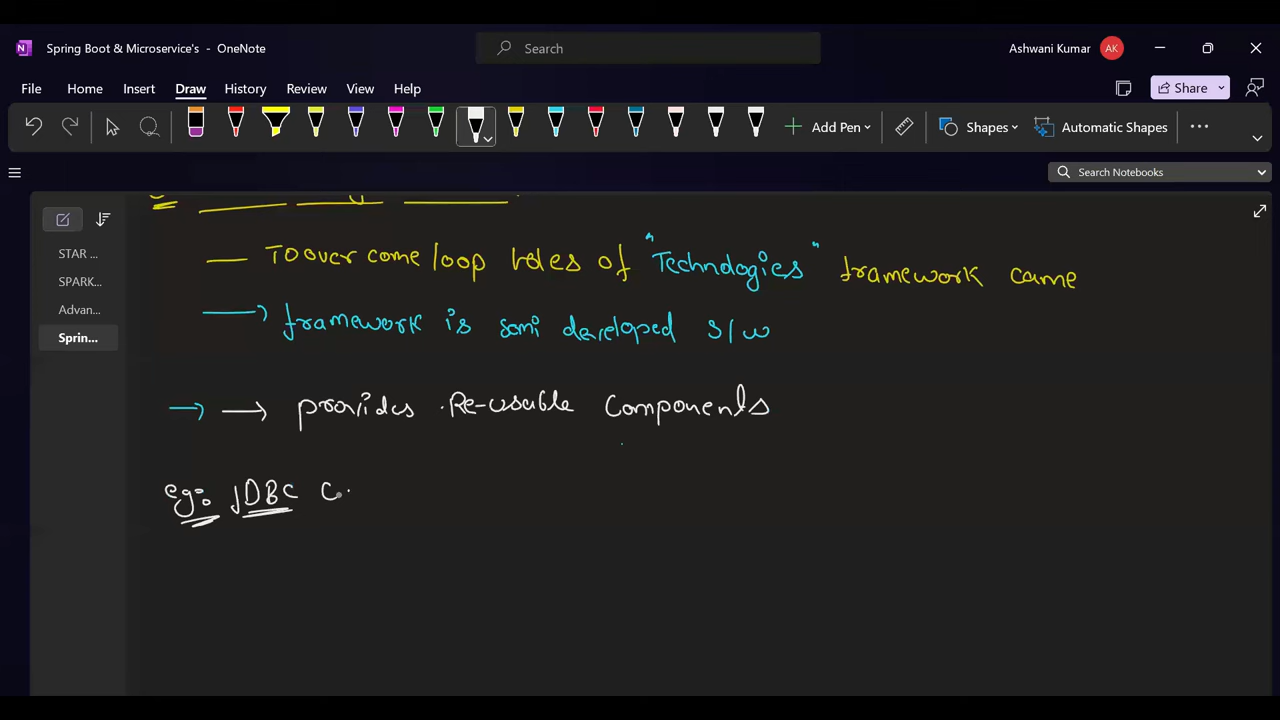 Spring Boot & Microservice's - OneNote
Search
Ashwani Kumar AK
File Home Insert Draw History Review View Help
Share
Add Pen
Shapes
Automatic Shapes
Search Notebooks
STAR ...
SPARK...
Advan...
Sprin...
— To over come loop holes of "Technologies" framework came
→ framework is semi developed s/w
→ → provides Re-usable Components
eg:- JDBC C